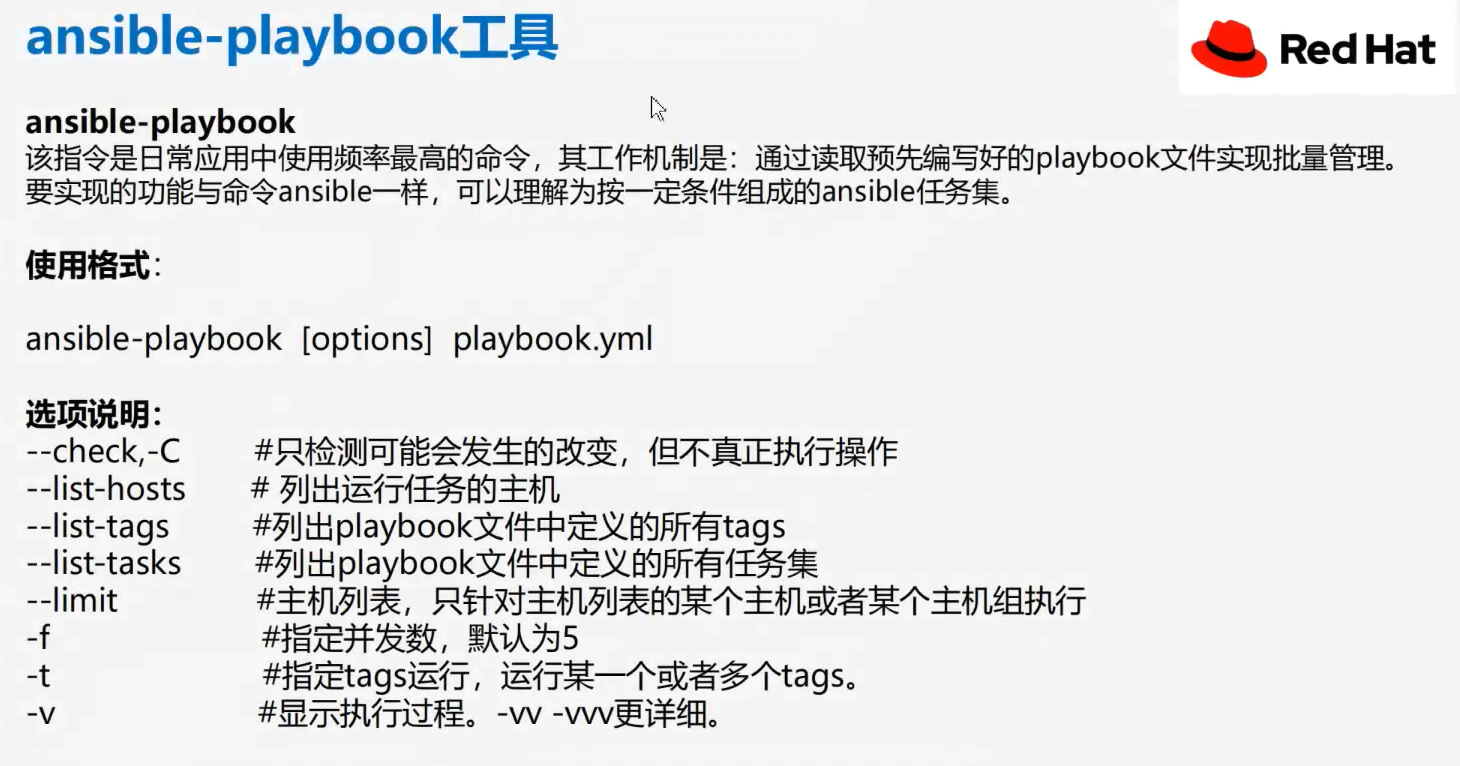 ansible-playbook工具
Red Hat
ansible-playbook
该指令是日常应用中使用频率最高的命令，其工作机制是：通过读取预先编写好的playbook文件实现批量管理。
要实现的功能与命令ansible一样，可以理解为按一定条件组成的ansible任务集。
使用格式：
ansible-playbook [options] playbook.yml
选项说明：
--check,-C #只检测可能会发生的改变，但不真正执行操作
--list-hosts # 列出运行任务的主机
--list-tags #列出playbook文件中定义的所有tags
--list-tasks #列出playbook文件中定义的所有任务集
--limit #主机列表，只针对主机列表的某个主机或者某个主机组执行
-f #指定并发数，默认为5
-t #指定tags运行，运行某一个或者多个tags。
-v #显示执行过程。-vv -vvv更详细。